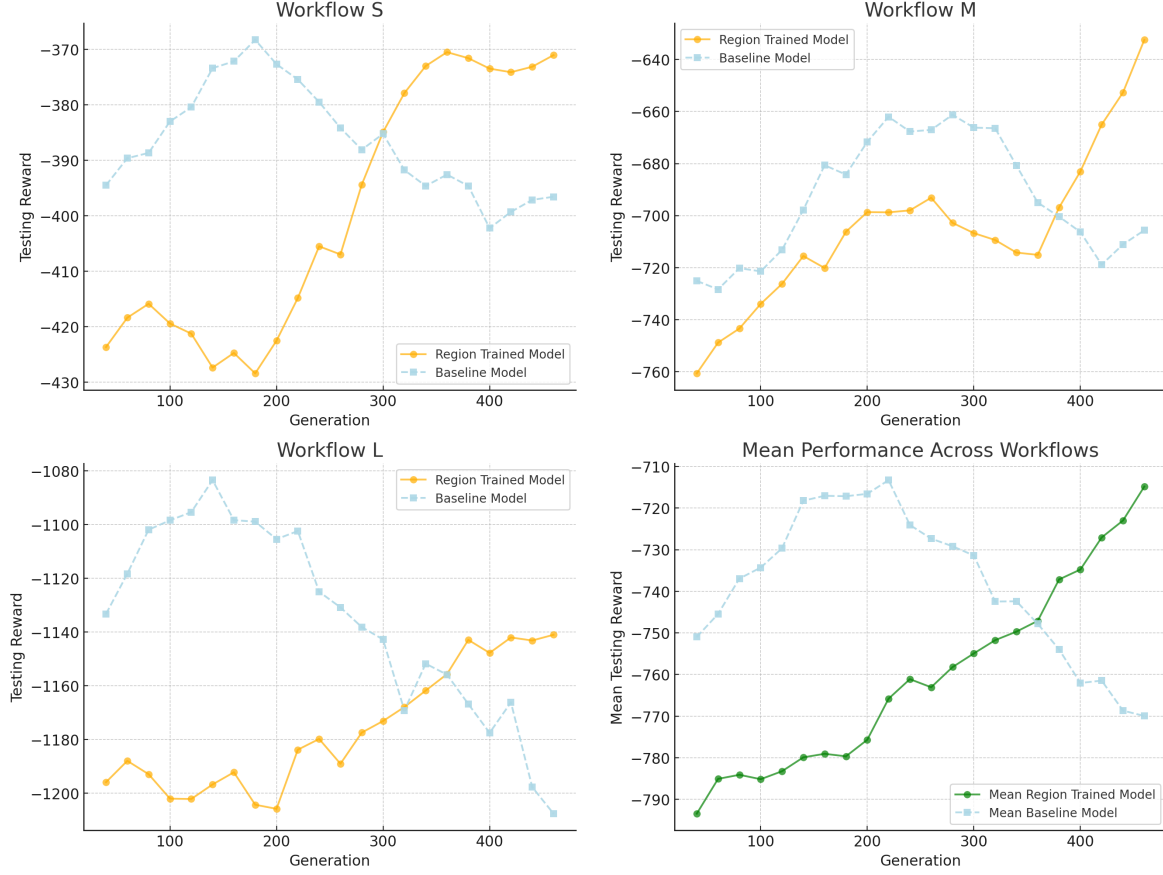 Workflow S
−370
−380
−390
−400
−410
−420
−430
Testing Reward
Region Trained Model
Baseline Model
100
200
300
400
Generation
Workflow M
−640
−660
−680
−700
−720
−740
−760
Testing Reward
Region Trained Model
Baseline Model
100
200
300
400
Generation
Workflow L
−1080
−1100
−1120
−1140
−1160
−1180
−1200
Testing Reward
Region Trained Model
Baseline Model
100
200
300
400
Generation
Mean Performance Across Workflows
−710
−720
−730
−740
−750
−760
−770
−780
−790
Mean Testing Reward
Mean Region Trained Model
Mean Baseline Model
100
200
300
400
Generation